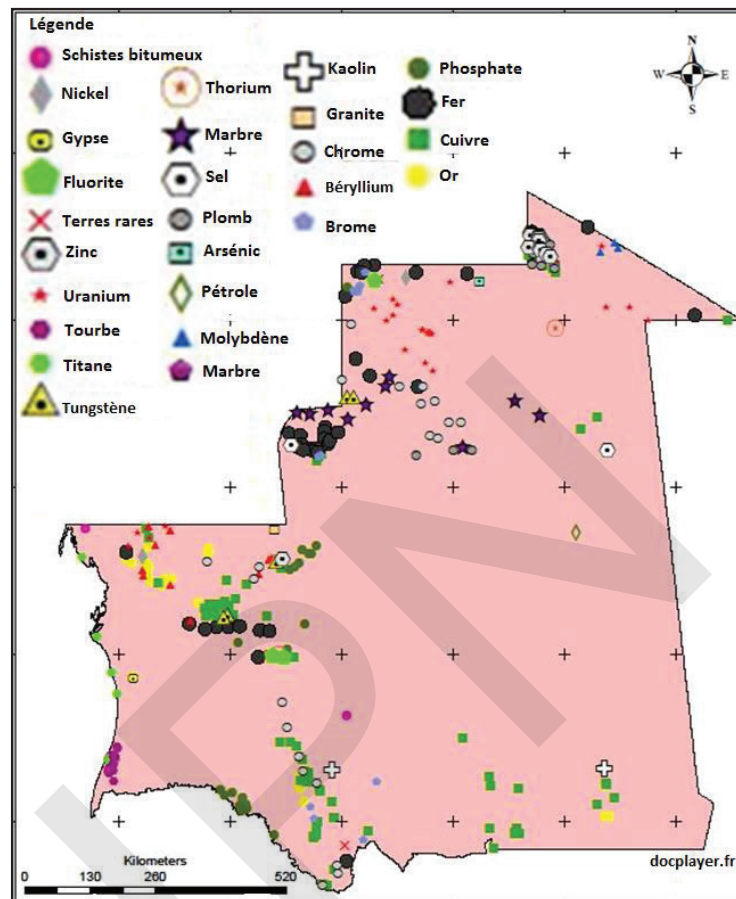 Légende
Schistes bitumeux
Nickel
Gypse
Fluorite
Terres rares
Zinc
Uranium
Tourbe
Titane
Tungstène
Thorium
Marbre
Sel
Plomb
Arsénic
Pétrole
Molybdène
Marbre
Kaolin
Granite
Chrome
Béryllium
Brome
Phosphate
Fer
Cuivre
Or
N
W E
S
IPN
Kilometers
0 130 260 520
docplayer.fr